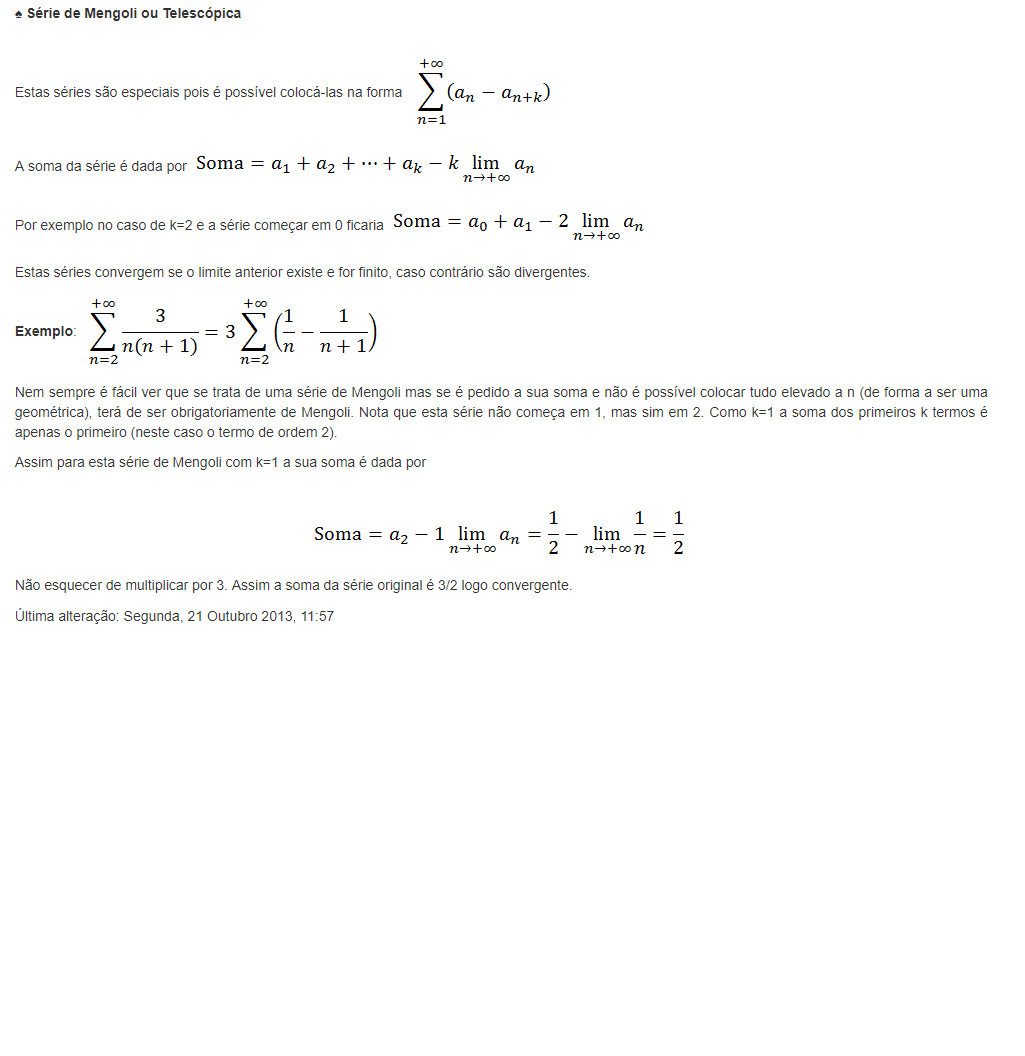 ♠ Série de Mengoli ou Telescópica
Estas séries são especiais pois é possível colocá-las na forma $\sum_{n=1}^{+\infty}(a_n - a_{n+k})$
A soma da série é dada por $\text{Soma} = a_1 + a_2 + \cdots + a_k - k \lim_{n \to +\infty} a_n$
Por exemplo no caso de k=2 e a série começar em 0 ficaria $\text{Soma} = a_0 + a_1 - 2 \lim_{n \to +\infty} a_n$
Estas séries convergem se o limite anterior existe e for finito, caso contrário são divergentes.
Exemplo: $\sum_{n=2}^{+\infty} \frac{3}{n(n+1)} = 3 \sum_{n=2}^{+\infty} \left(\frac{1}{n} - \frac{1}{n+1}\right)$
Nem sempre é fácil ver que se trata de uma série de Mengoli mas se é pedido a sua soma e não é possível colocar tudo elevado a n (de forma a ser uma
geométrica), terá de ser obrigatoriamente de Mengoli. Nota que esta série não começa em 1, mas sim em 2. Como k=1 a soma dos primeiros k termos é
apenas o primeiro (neste caso o termo de ordem 2).
Assim para esta série de Mengoli com k=1 a sua soma é dada por
$\text{Soma} = a_2 - 1 \lim_{n \to +\infty} a_n = \frac{1}{2} - \lim_{n \to +\infty} \frac{1}{n} = \frac{1}{2}$
Não esquecer de multiplicar por 3. Assim a soma da série original é 3/2 logo convergente.
Última alteração: Segunda, 21 Outubro 2013, 11:57